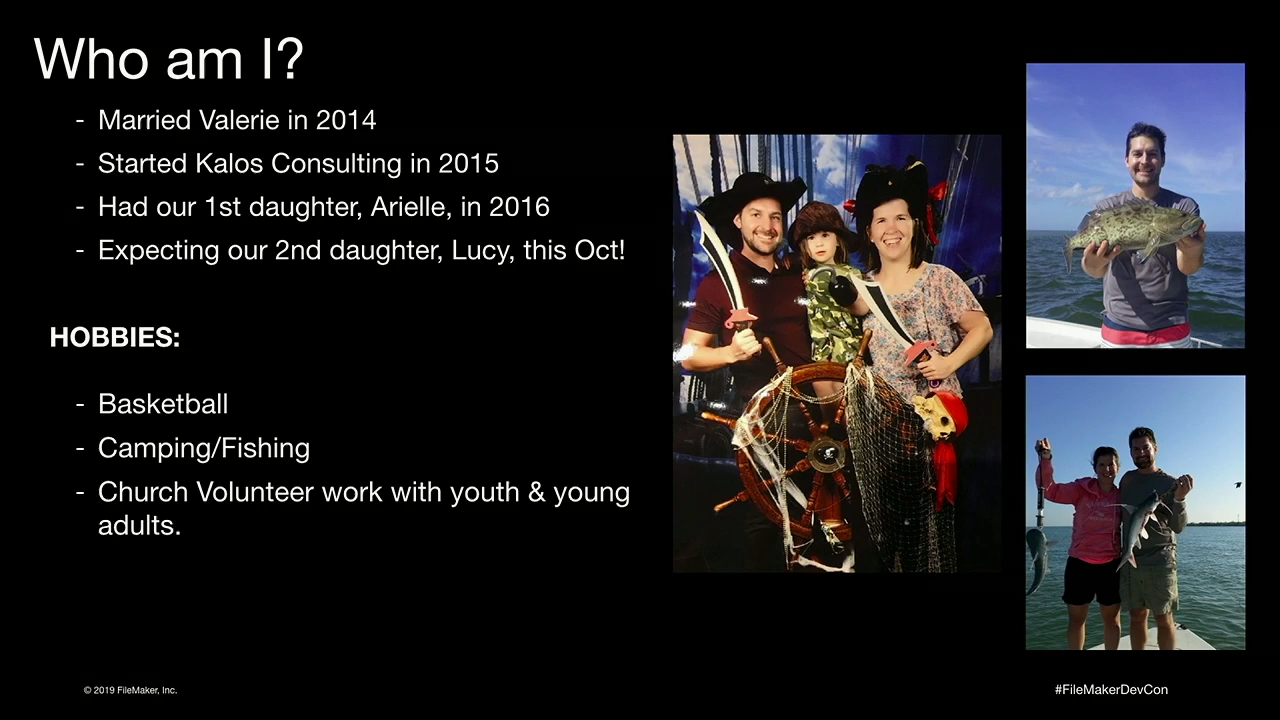 Who am I?
- Married Valerie in 2014
- Started Kalos Consulting in 2015
- Had our 1st daughter, Arielle, in 2016
- Expecting our 2nd daughter, Lucy, this Oct!
HOBBIES:
- Basketball
- Camping/Fishing
- Church Volunteer work with youth & young
adults.
© 2019 FileMaker, Inc.
#FileMakerDevCon